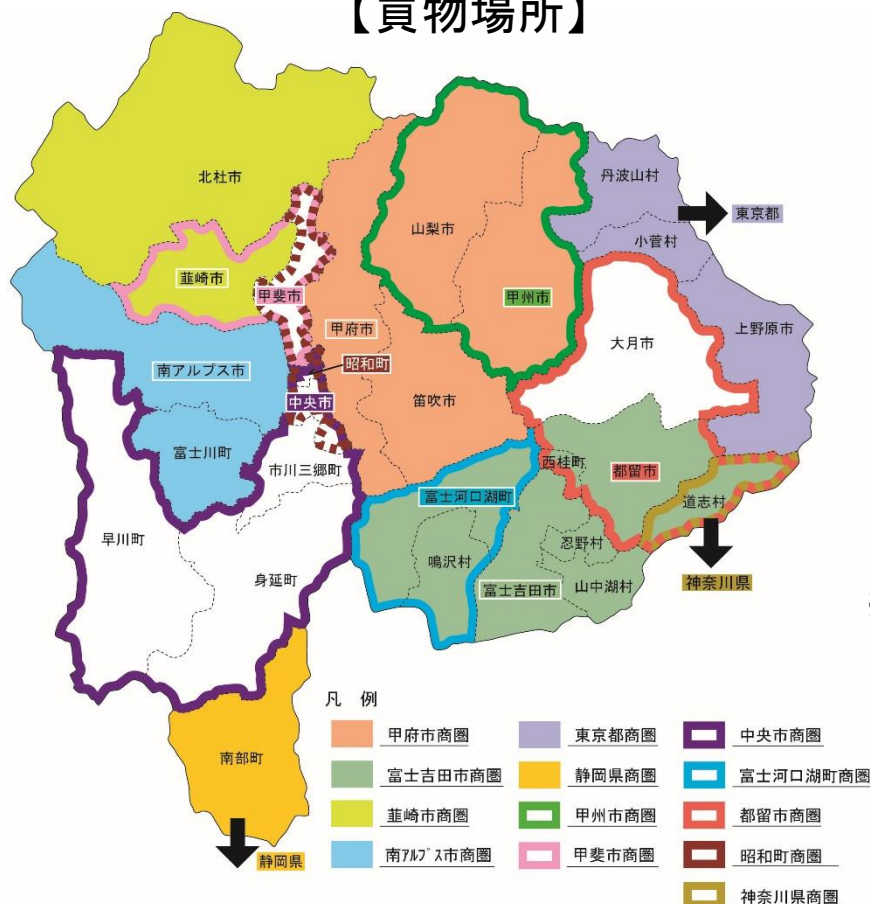 【買物場所】
北杜市
丹波山村
東京都
山梨市
小菅村
韮崎市
甲斐市
甲州市
甲府市
上野原市
大月市
昭和町
南アルプス市
中央市
笛吹市
富士川町
市川三郷町
西桂町
都留市
富士河口湖町
道志村
早川町
忍野村
鳴沢村
身延町
富士吉田市
山中湖村
神奈川県
凡 例
甲府市商圏
東京都商圏
中央市商圏
南部町
富士吉田市商圏
静岡県商圏
富士河口湖町商圏
韮崎市商圏
甲州市商圏
都留市商圏
静岡県
南ｱﾙﾌﾟｽ市商圏
甲斐市商圏
昭和町商圏
神奈川県商圏